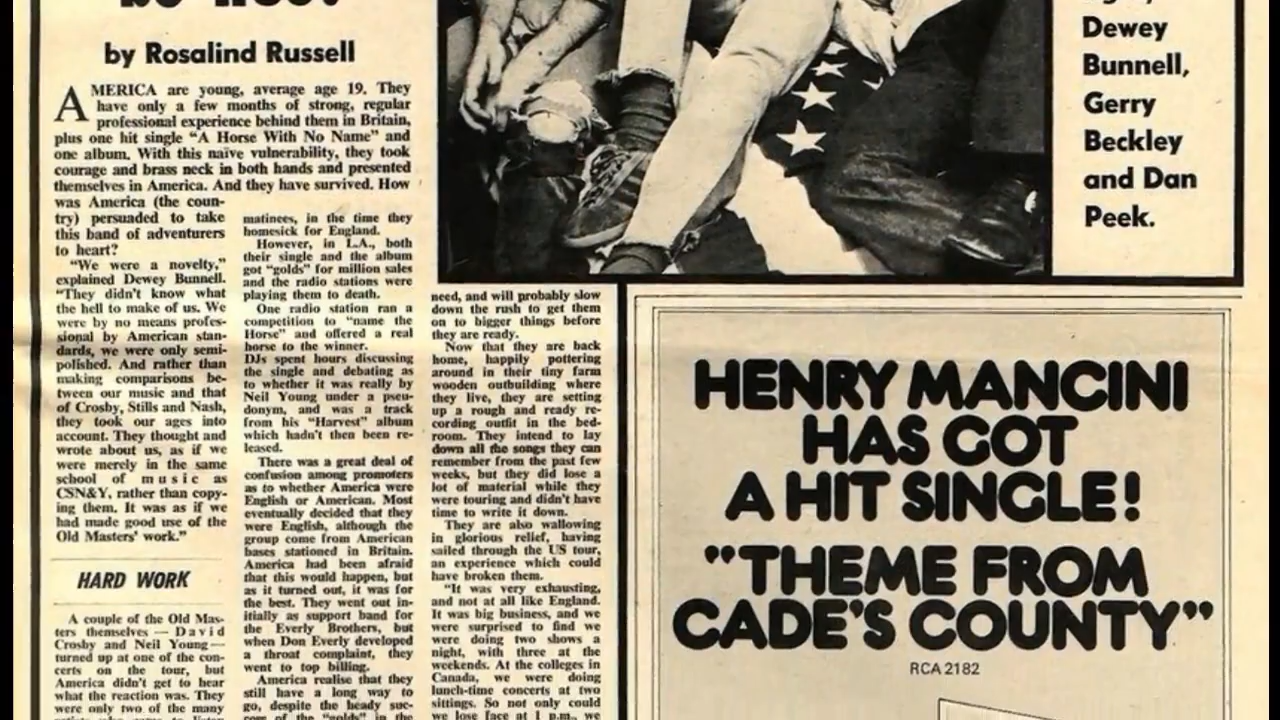 by Rosalind Russell
AMERICA are young, average age 19. They
have only a few months of strong, regular
professional experience behind them in Britain,
plus one hit single “A Horse With No Name” and
one album. With this naïve vulnerability, they took
courage and brass neck in both hands and presented
themselves in America. And they have survived. How
was America (the coun-
try) persuaded to take
this band of adventurers
to heart?
“We were a novelty,”
explained Dewey Bunnell.
“They didn’t know what
the hell to make of us. We
were by no means profes-
sional by American stan-
dards, we were only semi-
polished. And rather than
making comparisons be-
tween our music and that
of Crosby, Stills and Nash,
they took our ages into
account. They thought and
wrote about us, as if we
were merely in the same
school of music as
CSN&Y, rather than copy-
ing them. It was as if we
had made good use of the
Old Masters’ work.”
HARD WORK
A couple of the Old Mas-
ters themselves — David
Crosby and Neil Young —
turned up at one of the con-
certs on the tour, but
America didn’t get to hear
what the reaction was. They
were only two of the many
matinees, in the time they
homesick for England.
However, in L.A., both
their single and the album
got “golds” for million sales
and the radio stations were
playing them to death.
One radio station ran a
competition to “name the
Horse” and offered a real
horse to the winner.
DJs spent hours discussing
the single and debating as
to whether it was really by
Neil Young under a pseu-
donym, and was a track
from his “Harvest” album
which hadn’t then been re-
leased.
There was a great deal of
confusion among promoters
as to whether America were
English or American. Most
eventually decided that they
were English, although the
group come from American
bases stationed in Britain.
America had been afraid
that this would happen, but
as it turned out, it was for
the best. They went out in-
itially as support band for
the Everly Brothers, but
when Don Everly developed
a throat complaint, they
went to top billing.
America realise that they
still have a long way to
go, despite the heady suc-
cess of the “golds” in the
need, and will probably slow
down the rush to get them
on to bigger things before
they are ready.
Now that they are back
home, happily pottering
around in their tiny farm
wooden outbuilding where
they live, they are setting
up a rough and ready re-
cording outfit in the bed-
room. They intend to lay
down all the songs they can
remember from the past few
weeks, but they did lose a
lot of material while they
were touring and didn’t have
time to write it down.
They are also wallowing
in glorious relief, having
sailed through the US tour,
an experience which could
have broken them.
“It was very exhausting,
and not at all like England.
It was big business, and we
were surprised to find we
were doing two shows a
night, with three at the
weekends. At the colleges in
Canada, we were doing
lunch-time concerts at two
sittings. So not only could
we lose face at 1 p.m., we
Dewey
Bunnell,
Gerry
Beckley
and Dan
Peek.
HENRY MANCINI
HAS GOT
A HIT SINGLE!
“THEME FROM
CADE’S COUNTY”
RCA 2182